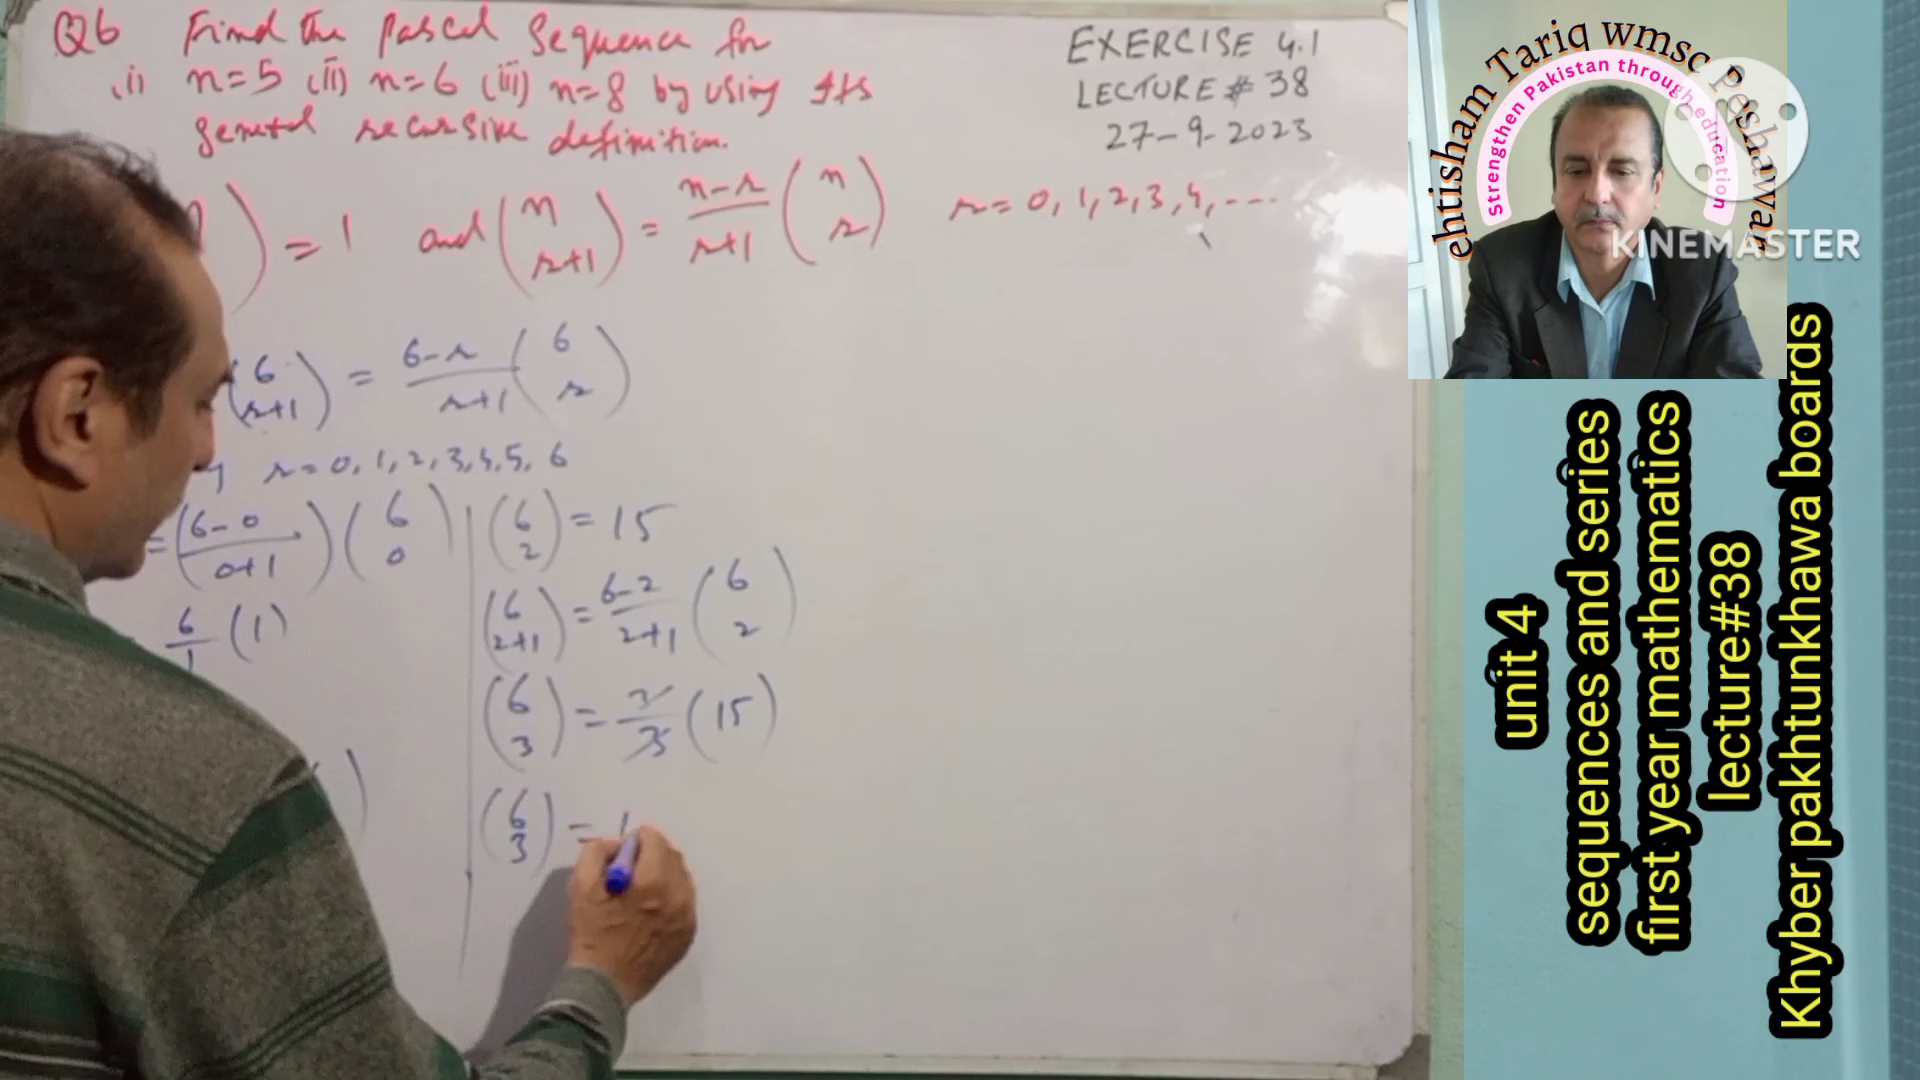 Q6 Find the Pascal Sequence for
(i) n=5 (ii) n=6 (iii) n=8 by using its
general recursive definition.
) = 1 and (n r+1) = n-r/r+1 (n r) r = 0, 1, 2, 3, 4, ---
(6 r+1) = 6-r/r+1 (6 r)
r = 0, 1, 2, 3, 4, 5, 6
= (6-0/0+1) (6 0)
6/1 (1)
(6 2) = 15
(6 2+1) = 6-2/2+1 (6 2)
(6 3) = /3 (15)
(6 3) =
EXERCISE 4.1
LECTURE # 38
27-9-2023
ehtisham Tariq wmsc Peshawar
Strengthen Pakistan through education
KINEMASTER
unit 4
sequences and series
first year mathematics
lecture#38
Khyber pakhtunkhawa boards